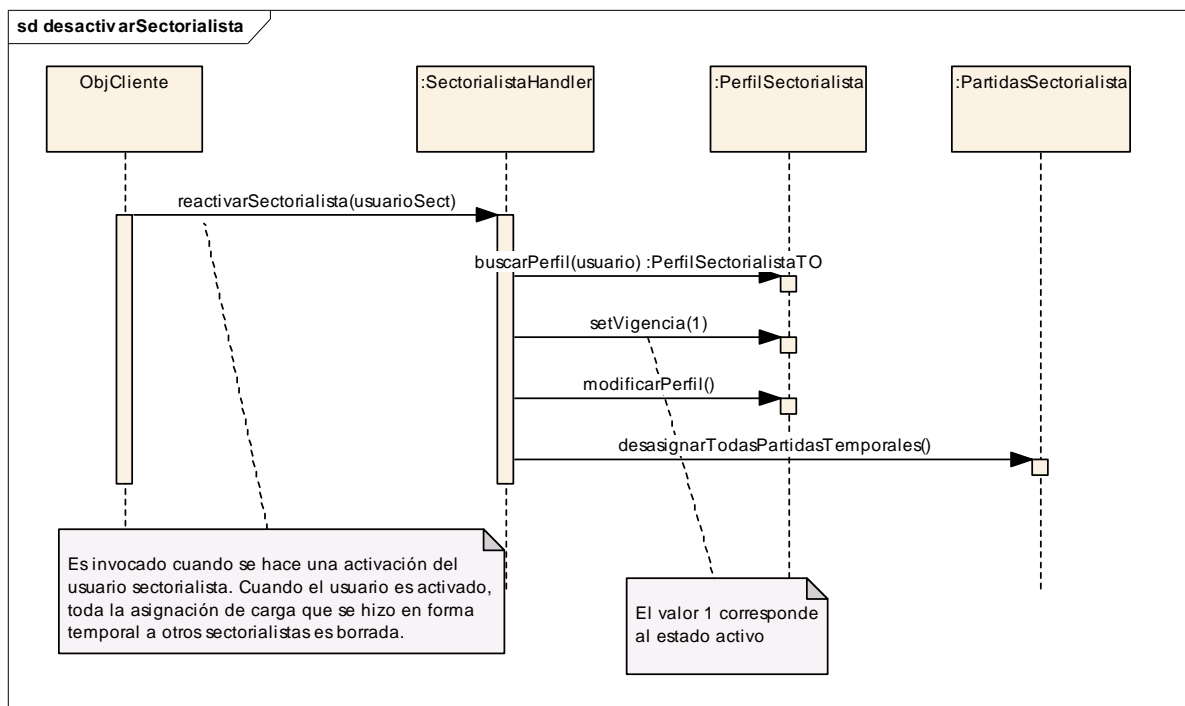 sd desactivarSectorialista
ObjCliente
:SectorialistaHandler
:PerfilSectorialista
:PartidasSectorialista
reactivarSectorialista(usuarioSect)
buscarPerfil(usuario) :PerfilSectorialistaTO
setVigencia(1)
modificarPerfil()
desasignarTodasPartidasTemporales()
Es invocado cuando se hace una activación del
usuario sectorialista. Cuando el usuario es activado,
toda la asignación de carga que se hizo en forma
temporal a otros sectorialistas es borrada.
El valor 1 corresponde
al estado activo